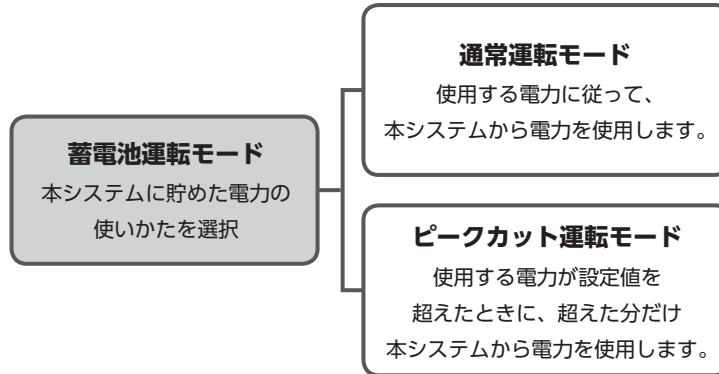 蓄電池運転モード
本システムに貯めた電力の
使いかたを選択
通常運転モード
使用する電力に従って、
本システムから電力を使用します。
ピークカット運転モード
使用する電力が設定値を
超えたときに、超えた分だけ
本システムから電力を使用します。